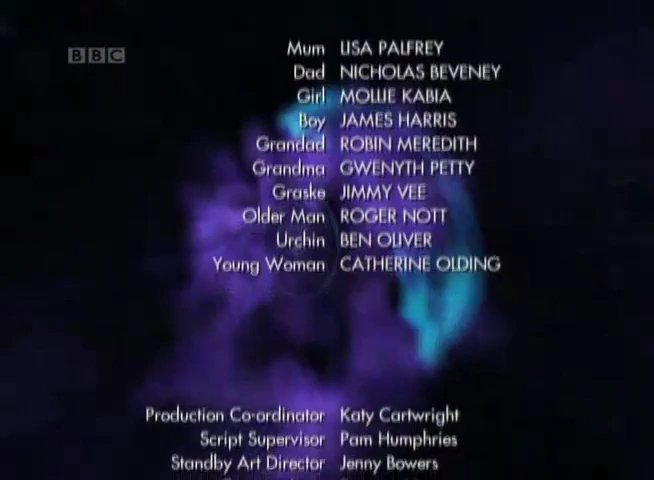 BBC
Mum LISA PALFREY
Dad NICHOLAS BEVENEY
Girl MOLLIE KABIA
Boy JAMES HARRIS
Grandad ROBIN MEREDITH
Grandma GWENYTH PETTY
Graske JIMMY VEE
Older Man ROGER NOTT
Urchin BEN OLIVER
Young Woman CATHERINE OLDING
Production Co-ordinator Katy Cartwright
Script Supervisor Pam Humphries
Standby Art Director Jenny Bowers